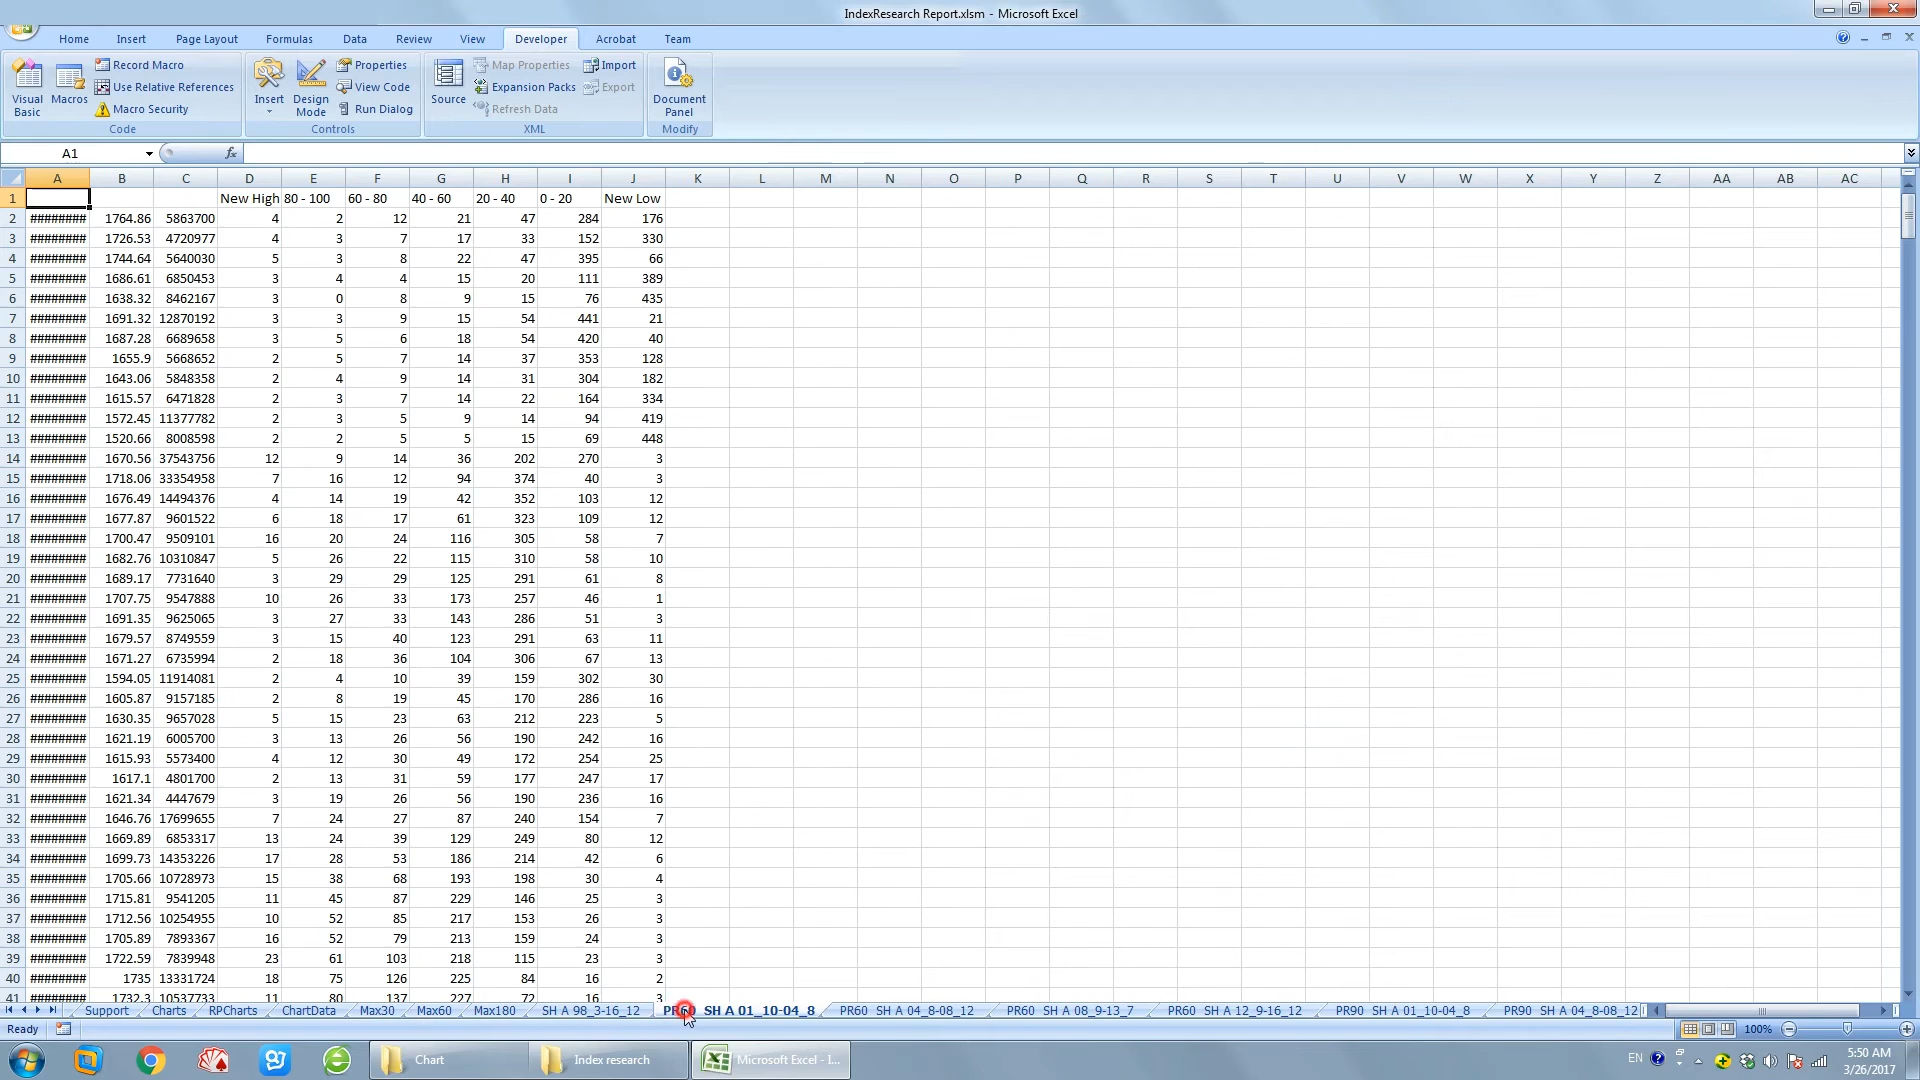 IndexResearch Report.xlsm - Microsoft Excel
Home Insert Page Layout Formulas Data Review View Developer Acrobat Team
Visual Basic Macros Record Macro Use Relative References Macro Security Code
Insert Design Mode Properties View Code Run Dialog Controls
Source Map Properties Expansion Packs Refresh Data Import Export XML
Document Panel Modify
A1 fx
A B C D E F G H I J K L M N O P Q R S T U V W X Y Z AA AB AC
1 New High 80 - 100 60 - 80 40 - 60 20 - 40 0 - 20 New Low
2 ######## 1764.86 5863700 4 2 12 21 47 284 176
3 ######## 1726.53 4720977 4 3 7 17 33 152 330
4 ######## 1744.64 5640030 5 3 8 22 47 395 66
5 ######## 1686.61 6850453 3 4 4 15 20 111 389
6 ######## 1638.32 8462167 3 0 8 9 15 76 435
7 ######## 1691.32 12870192 3 3 9 15 54 441 21
8 ######## 1687.28 6689658 3 5 6 18 54 420 40
9 ######## 1655.9 5668652 2 5 7 14 37 353 128
10 ######## 1643.06 5848358 2 4 9 14 31 304 182
11 ######## 1615.57 6471828 2 3 7 14 22 164 334
12 ######## 1572.45 11377782 2 3 5 9 14 94 419
13 ######## 1520.66 8008598 2 2 5 5 15 69 448
14 ######## 1670.56 37543756 12 9 14 36 202 270 3
15 ######## 1718.06 33354958 7 16 12 94 374 40 3
16 ######## 1676.49 14494376 4 14 19 42 352 103 12
17 ######## 1677.87 9601522 6 18 17 61 323 109 12
18 ######## 1700.47 9509101 16 20 24 116 305 58 7
19 ######## 1682.76 10310847 5 26 22 115 310 58 10
20 ######## 1689.17 7731640 3 29 29 125 291 61 8
21 ######## 1707.75 9547888 10 26 33 173 257 46 1
22 ######## 1691.35 9625065 3 27 33 143 286 51 3
23 ######## 1679.57 8749559 3 15 40 123 291 63 11
24 ######## 1671.27 6735994 2 18 36 104 306 67 13
25 ######## 1594.05 11914081 2 4 10 39 159 302 30
26 ######## 1605.87 9157185 2 8 19 45 170 286 16
27 ######## 1630.35 9657028 5 15 23 63 212 223 5
28 ######## 1621.19 6005700 3 13 26 56 190 242 16
29 ######## 1615.93 5573400 4 12 30 49 172 254 25
30 ######## 1617.1 4801700 2 13 31 59 177 247 17
31 ######## 1621.34 4447679 3 19 26 56 190 236 16
32 ######## 1646.76 17699655 7 24 27 87 240 154 7
33 ######## 1669.89 6853317 13 24 39 129 249 80 12
34 ######## 1699.73 14353226 17 28 53 186 214 42 6
35 ######## 1705.66 10728973 15 38 68 193 198 30 4
36 ######## 1715.81 9541205 11 45 87 229 146 25 3
37 ######## 1712.56 10254955 10 52 85 217 153 26 3
38 ######## 1705.89 7893367 16 52 79 213 159 24 3
39 ######## 1722.59 7839948 23 61 103 218 115 23 3
40 ######## 1735 13331724 18 75 126 225 84 16 2
41 ######## 1732.3 10537733 11 80 137 227 72 16 3
Support Charts RPCharts ChartData Max30 Max60 Max180 SH A 98_3-16_12 PR60 SH A 01_10-04_8 PR60 SH A 04_8-08_12 PR60 SH A 08_9-13_7 PR60 SH A 12_9-16_12 PR90 SH A 01_10-04_8 PR90 SH A 04_8-08_12
Ready 100%
Chart Index research Microsoft Excel - I... EN 5:50 AM
3/26/2017